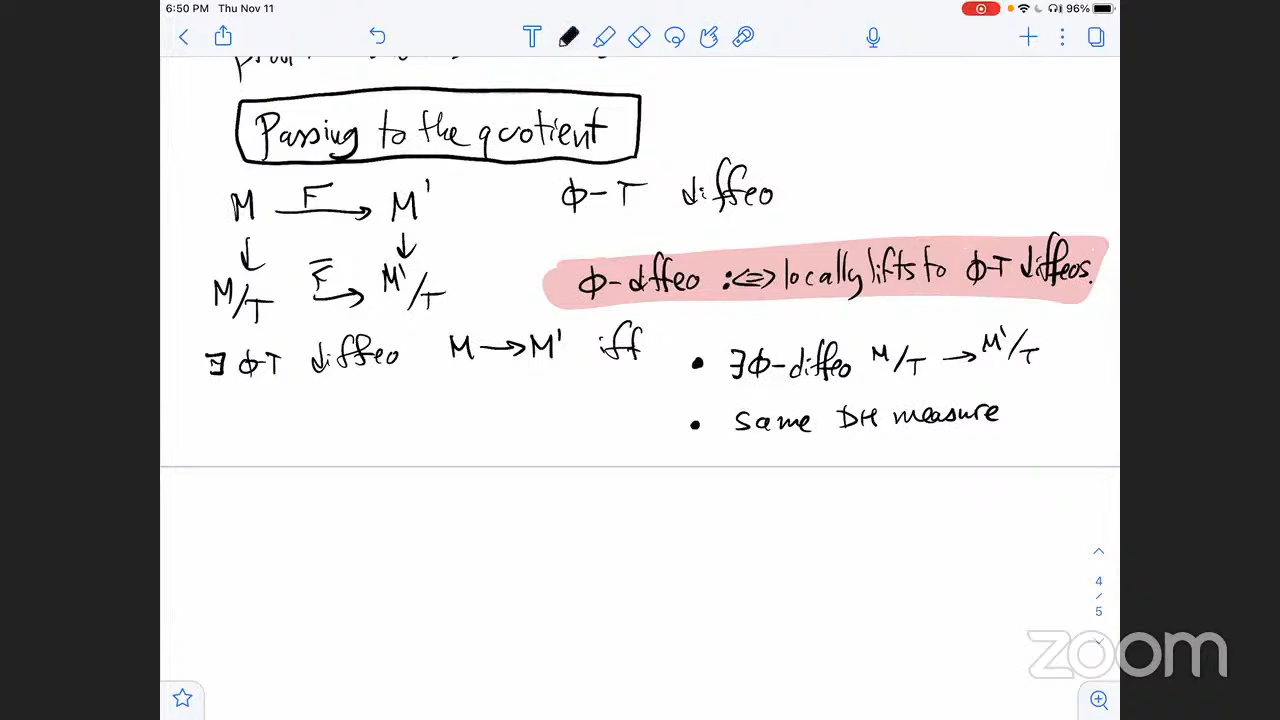 6:50 PM Thu Nov 11
96%
Passing to the quotient
M F→ M' Φ-T diffeo
↓ ↓
M/T F̄→ M'/T Φ-diffeo :⇔ locally lifts to Φ-T diffeos.
∃ Φ-T diffeo M → M' iff • ∃Φ-diffeo M/T → M'/T
• same DH measure
4
/
5
zoom